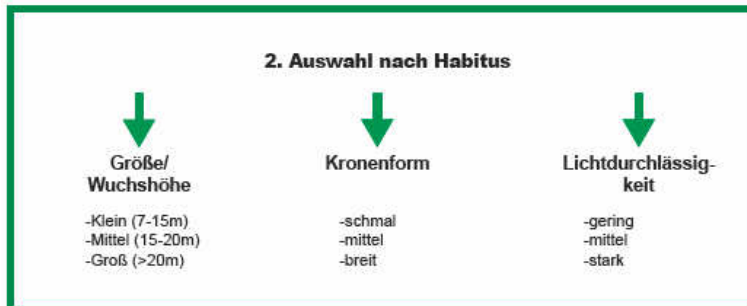 2. Auswahl nach Habitus
Größe/
Wuchshöhe
-Klein (7-15m)
-Mittel (15-20m)
-Groß (>20m)
Kronenform
-schmal
-mittel
-breit
Lichtdurchlässig-
keit
-gering
-mittel
-stark